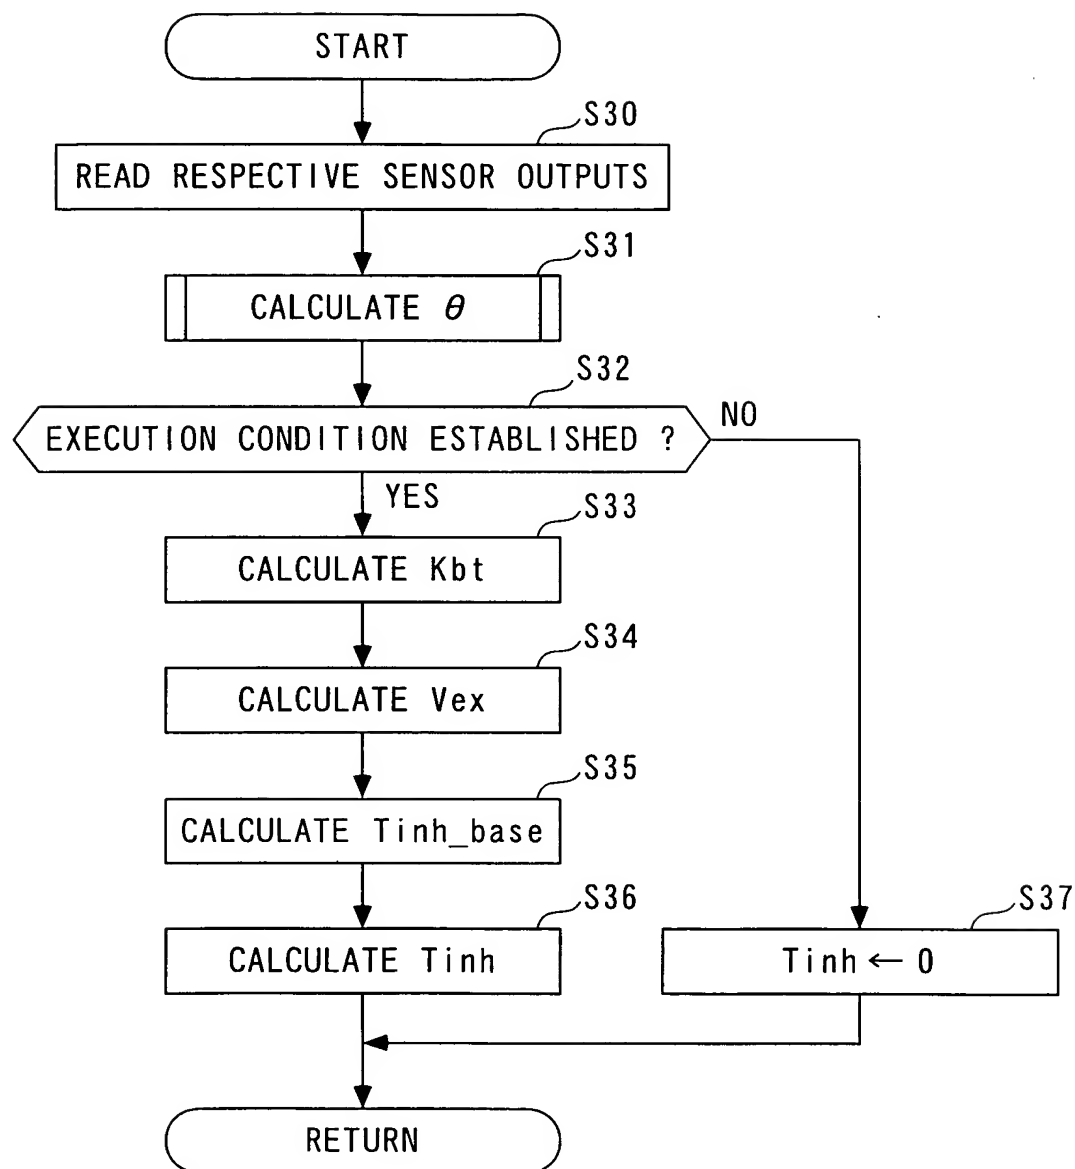 START
S30
READ RESPECTIVE SENSOR OUTPUTS
S31
CALCULATE θ
S32
EXECUTION CONDITION ESTABLISHED ?
NO
YES
S33
CALCULATE Kbt
S34
CALCULATE Vex
S35
CALCULATE Tinh_base
S36
CALCULATE Tinh
S37
Tinh ← 0
RETURN